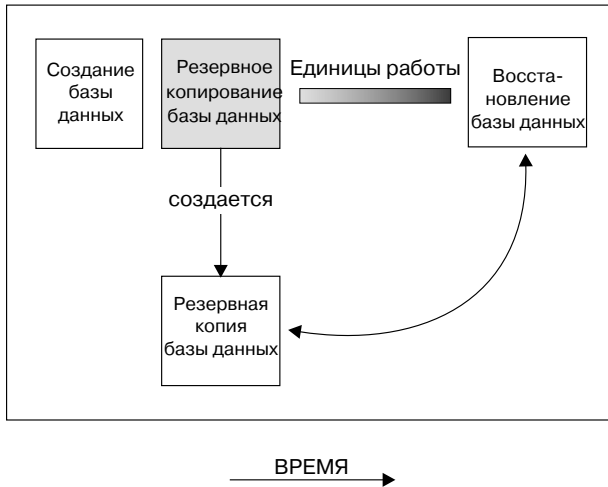 Создание
базы
данных
Резервное
копирование
базы данных
Единицы работы
Восста-
новление
базы данных
создается
Резервная
копия
базы данных
ВРЕМЯ